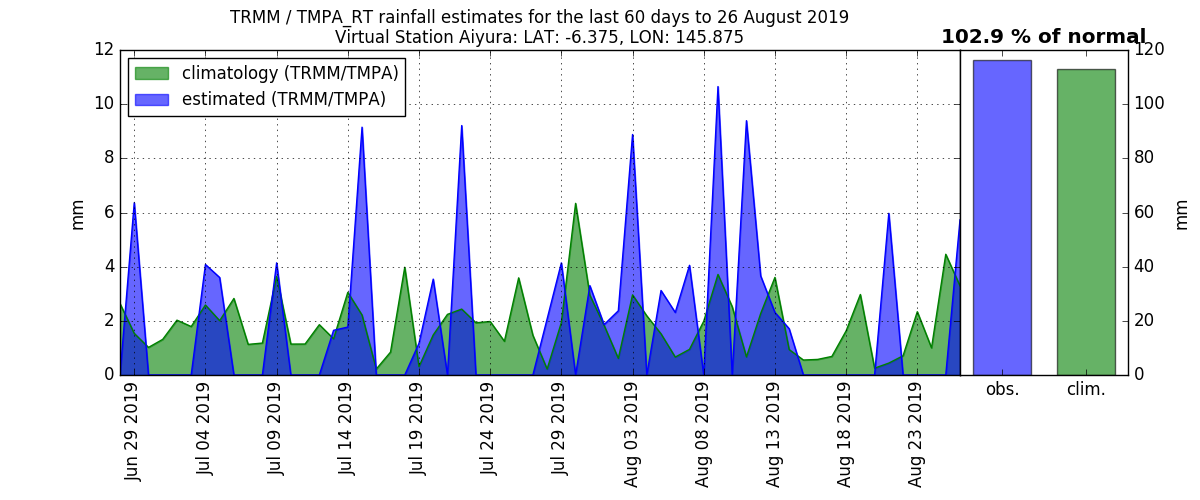 TRMM / TMPA_RT rainfall estimates for the last 60 days to 26 August 2019
Virtual Station Aiyura: LAT: -6.375, LON: 145.875
102.9 % of normal
climatology (TRMM/TMPA)
estimated (TRMM/TMPA)
12
10
8
6
4
2
0
mm
120
100
80
60
40
20
0
mm
Jun 29 2019
Jul 04 2019
Jul 09 2019
Jul 14 2019
Jul 19 2019
Jul 24 2019
Jul 29 2019
Aug 03 2019
Aug 08 2019
Aug 13 2019
Aug 18 2019
Aug 23 2019
obs.
clim.